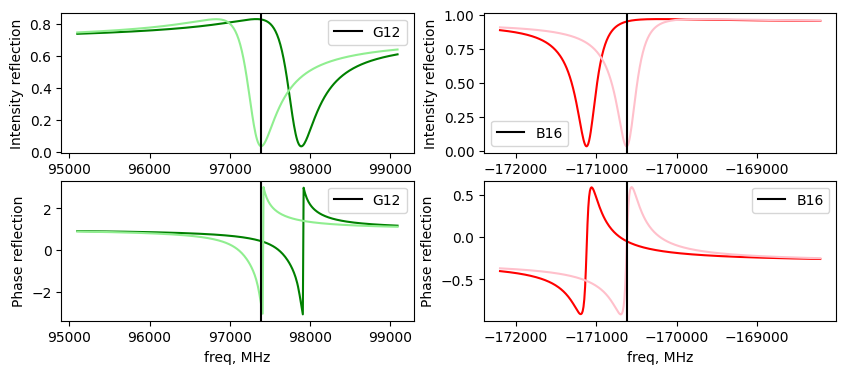 Intensity reflection
0.8
0.6
0.4
0.2
0.0
G12
95000 96000 97000 98000 99000
Intensity reflection
1.00
0.75
0.50
0.25
0.00
B16
−172000 −171000 −170000 −169000
Phase reflection
2
0
−2
G12
95000 96000 97000 98000 99000
freq, MHz
Phase reflection
0.5
0.0
−0.5
B16
−172000 −171000 −170000 −169000
freq, MHz